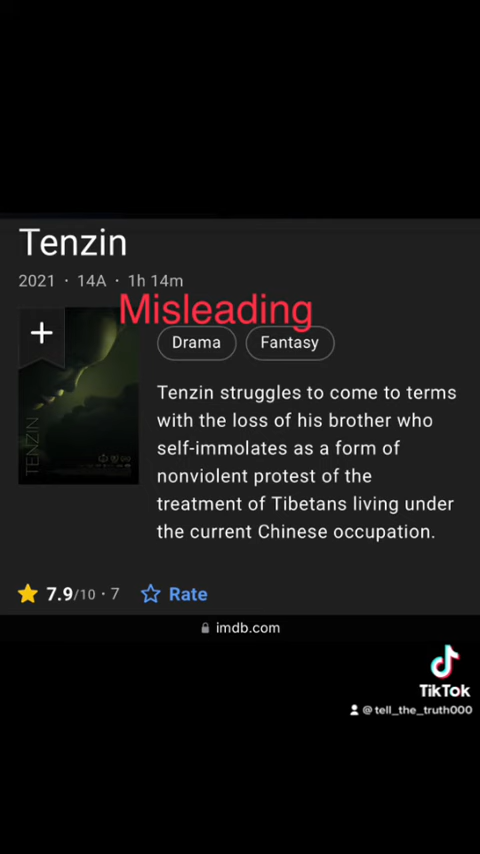 Tenzin
2021 · 14A · 1h 14m
Misleading
Drama Fantasy
TENZIN
Tenzin struggles to come to terms
with the loss of his brother who
self-immolates as a form of
nonviolent protest of the
treatment of Tibetans living under
the current Chinese occupation.
7.9/10 · 7 Rate
imdb.com
TikTok
@tell_the_truth000